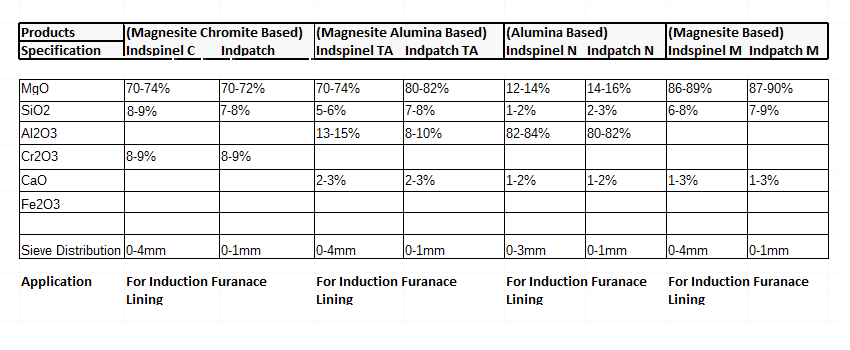 Products (Magnesite Chromite Based) (Magnesite Alumina Based) (Alumina Based) (Magnesite Based)
Specification Indspinel C Indpatch Indspinel TA Indpatch TA Indspinel N Indpatch N Indspinel M Indpatch M
MgO 70-74% 70-72% 70-74% 80-82% 12-14% 14-16% 86-89% 87-90%
SiO2 8-9% 7-8% 5-6% 7-8% 1-2% 2-3% 6-8% 7-9%
Al2O3 13-15% 8-10% 82-84% 80-82%
Cr2O3 8-9% 8-9%
CaO 2-3% 2-3% 1-2% 1-2% 1-3% 1-3%
Fe2O3
Sieve Distribution 0-4mm 0-1mm 0-4mm 0-1mm 0-3mm 0-1mm 0-4mm 0-1mm
Application For Induction Furanace For Induction Furanace For Induction Furanace For Induction Furanace
Lining Lining Lining Lining